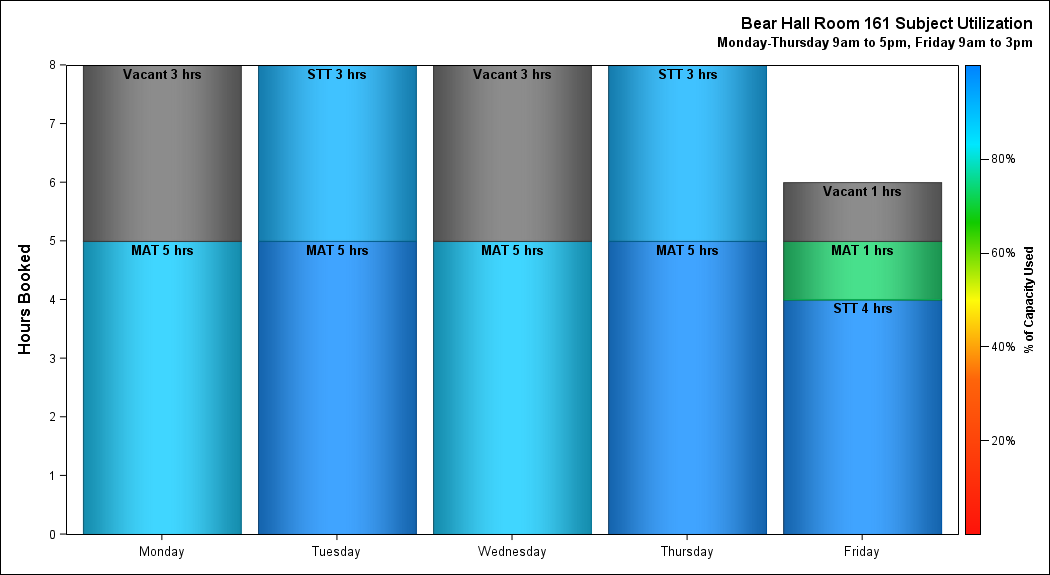 Bear Hall Room 161 Subject Utilization
Monday-Thursday 9am to 5pm, Friday 9am to 3pm
Hours Booked
8
7
6
5
4
3
2
1
0
Vacant 3 hrs
MAT 5 hrs
STT 3 hrs
MAT 5 hrs
Vacant 3 hrs
MAT 5 hrs
STT 3 hrs
MAT 5 hrs
Vacant 1 hrs
MAT 1 hrs
STT 4 hrs
Monday
Tuesday
Wednesday
Thursday
Friday
80%
60%
40%
20%
% of Capacity Used